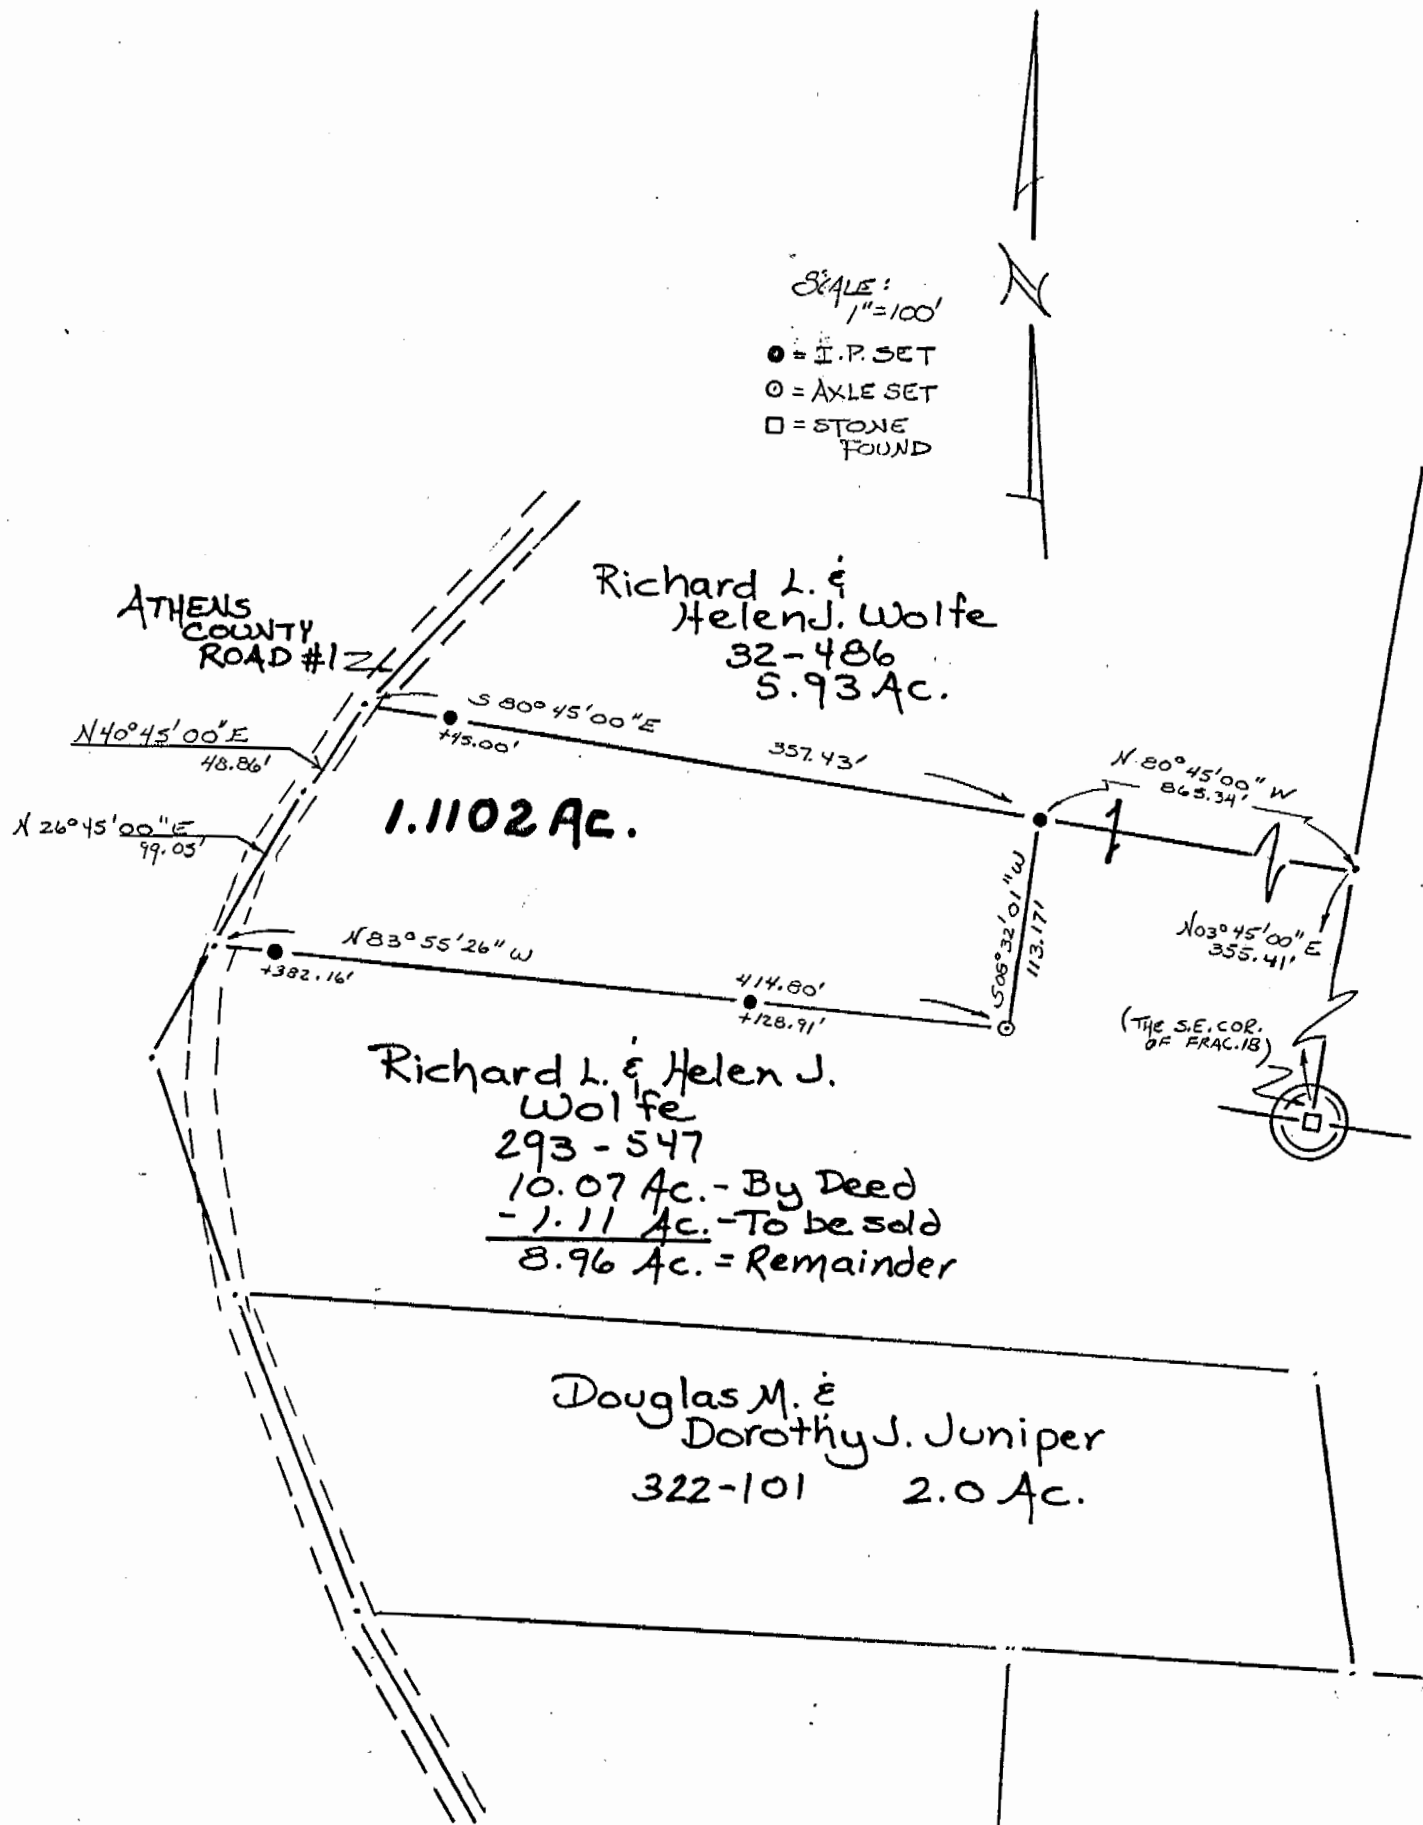 N
SCALE:
1"=100'
● = I.P. SET
⊙ = AXLE SET
□ = STONE
FOUND
ATHENS
COUNTY
ROAD #1
Richard L. &
Helen J. Wolfe
32-486
5.93 Ac.
N40°45'00"E
48.86'
S 80°45'00"E
+45.00'
357.43'
N 80°45'00" W
865.34'
N 26°45'00"E
99.05'
1.1102 Ac.
113.17'
N03°45'00"E
355.41'
N83°55'26" W
+382.16'
414.80'
+128.91'
(THE S.E. COR.
OF FRAC. 18)
Richard L. & Helen J.
Wolfe
293-547
10.07 Ac. - By Deed
-1.11 Ac. - To be sold
8.96 Ac. = Remainder
Douglas M. &
Dorothy J. Juniper
322-101 2.0 Ac.